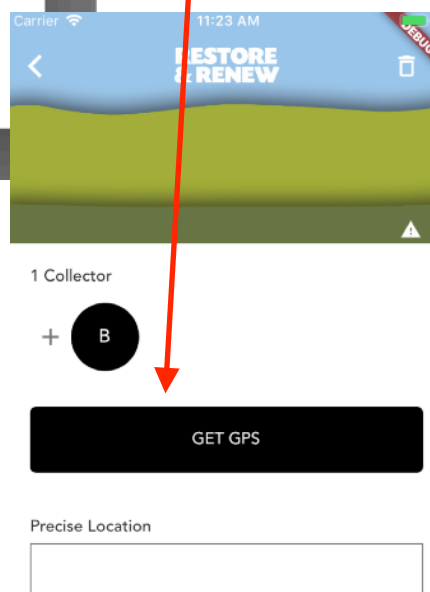 Carrier 11:23 AM
DEBUG
RESTORE
& RENEW
1 Collector
+ B
GET GPS
Precise Location